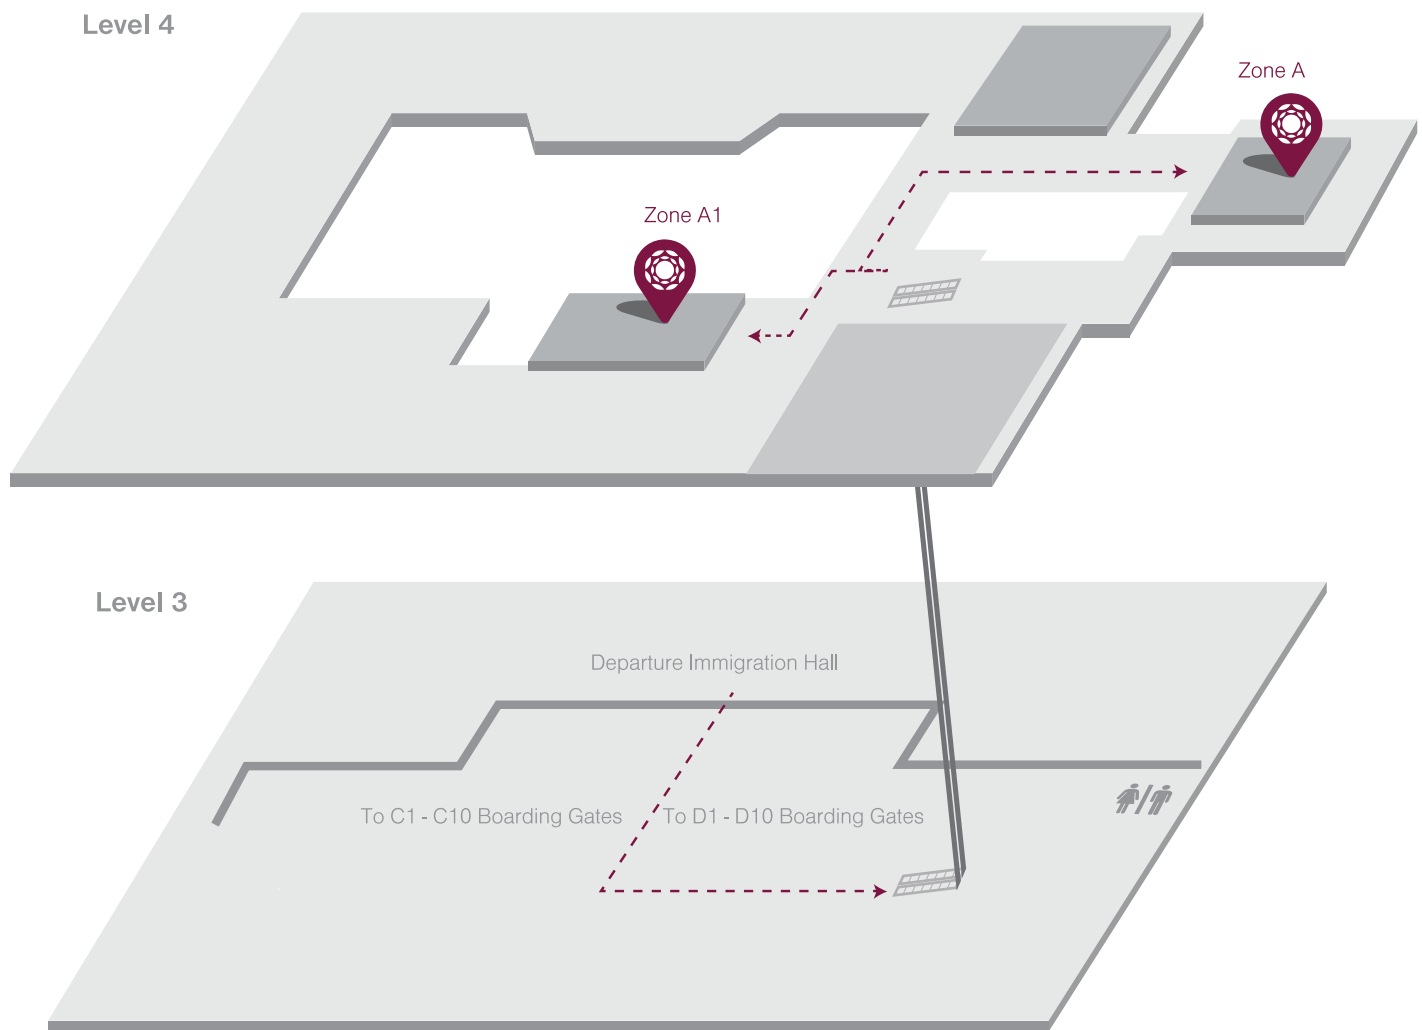 Level 4
Zone A
Zone A1
Level 3
Departure Immigration Hall
To C1 - C10 Boarding Gates
To D1 - D10 Boarding Gates